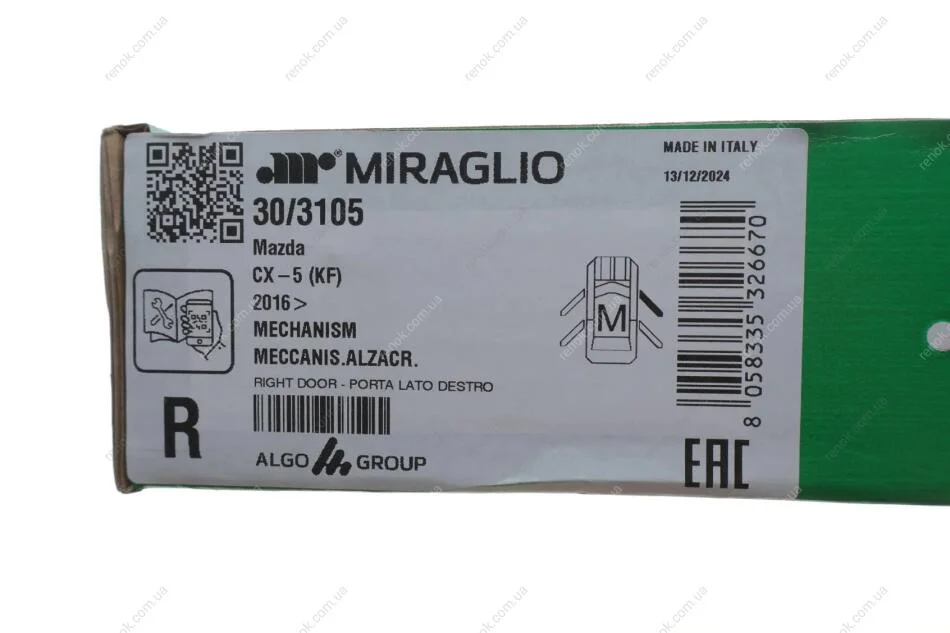 MIRAGLIO
30/3105
Mazda
CX-5 (KF)
2016 >
MECHANISM
MECCANIS.ALZACR.
RIGHT DOOR - PORTA LATO DESTRO
R
ALGO GROUP
MADE IN ITALY
13/12/2024
M
8 058335 326670
EAC
renok.com.ua